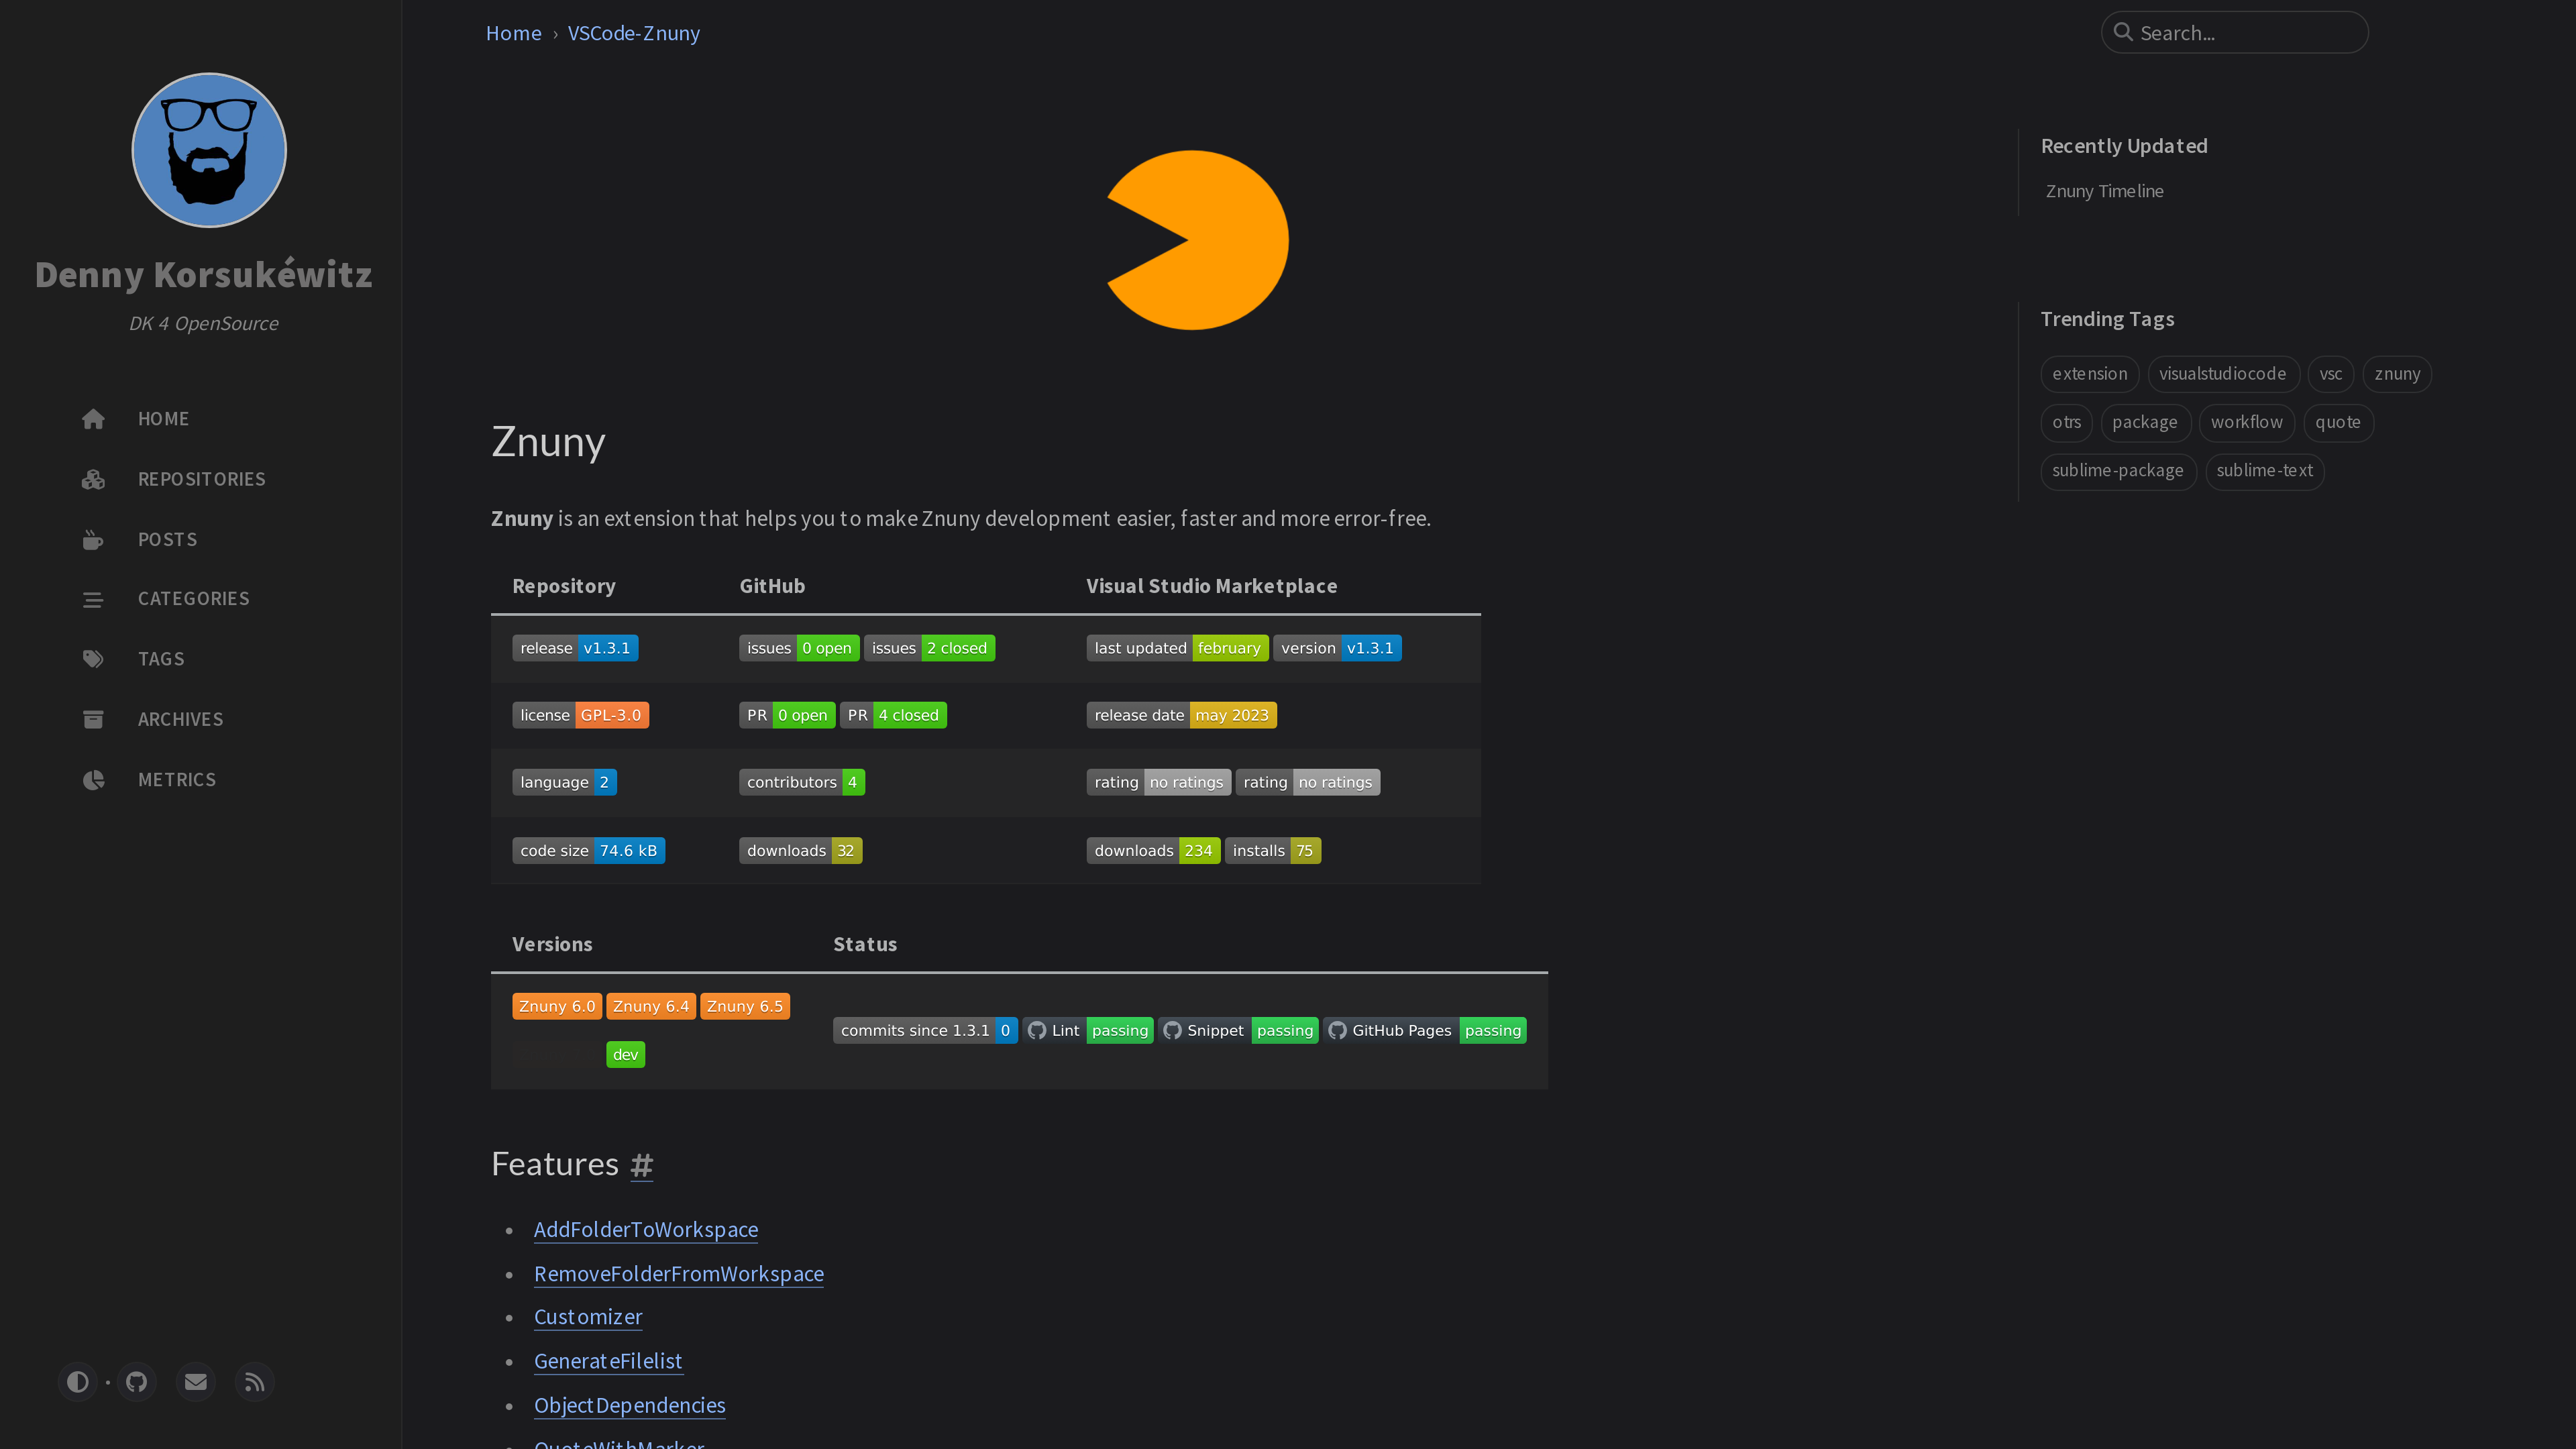 Denny Korsukéwitz
DK 4 OpenSource
HOME
REPOSITORIES
POSTS
CATEGORIES
TAGS
ARCHIVES
METRICS
Home › VSCode-Znuny
Search...
Znuny
Znuny is an extension that helps you to make Znuny development easier, faster and more error-free.
Repository GitHub Visual Studio Marketplace
release v1.3.1 issues 0 open issues 2 closed last updated february version v1.3.1
license GPL-3.0 PR 0 open PR 4 closed release date may 2023
language 2 contributors 4 rating no ratings rating no ratings
code size 74.6 kB downloads 32 downloads 234 installs 75
Versions Status
Znuny 6.0 Znuny 6.4 Znuny 6.5
commits since 1.3.1 0 Lint passing Snippet passing GitHub Pages passing
dev
Features #
AddFolderToWorkspace
RemoveFolderFromWorkspace
Customizer
GenerateFilelist
ObjectDependencies
QuoteWithMarker
Recently Updated
Znuny Timeline
Trending Tags
extension visualstudiocode vsc znuny
otrs package workflow quote
sublime-package sublime-text